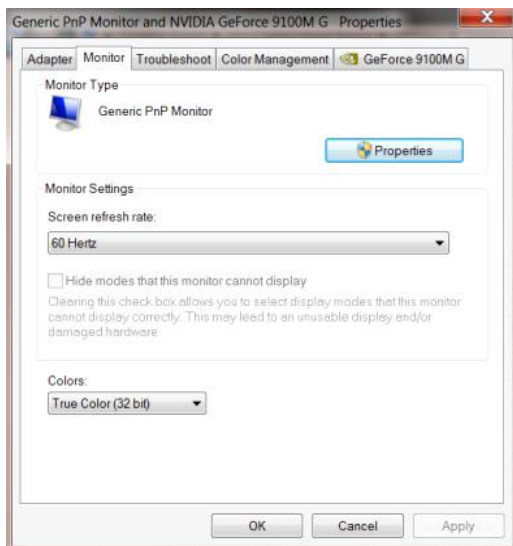 Generic PnP Monitor and NVIDIA GeForce 9100M G Properties
Adapter Monitor Troubleshoot Color Management GeForce 9100M G
Monitor Type
Generic PnP Monitor
Properties
Monitor Settings
Screen refresh rate:
60 Hertz
Hide modes that this monitor cannot display
Clearing this check box allows you to select display modes that this monitor
cannot display correctly. This may lead to an unusable display and/or
damaged hardware.
Colors:
True Color (32 bit)
OK Cancel Apply